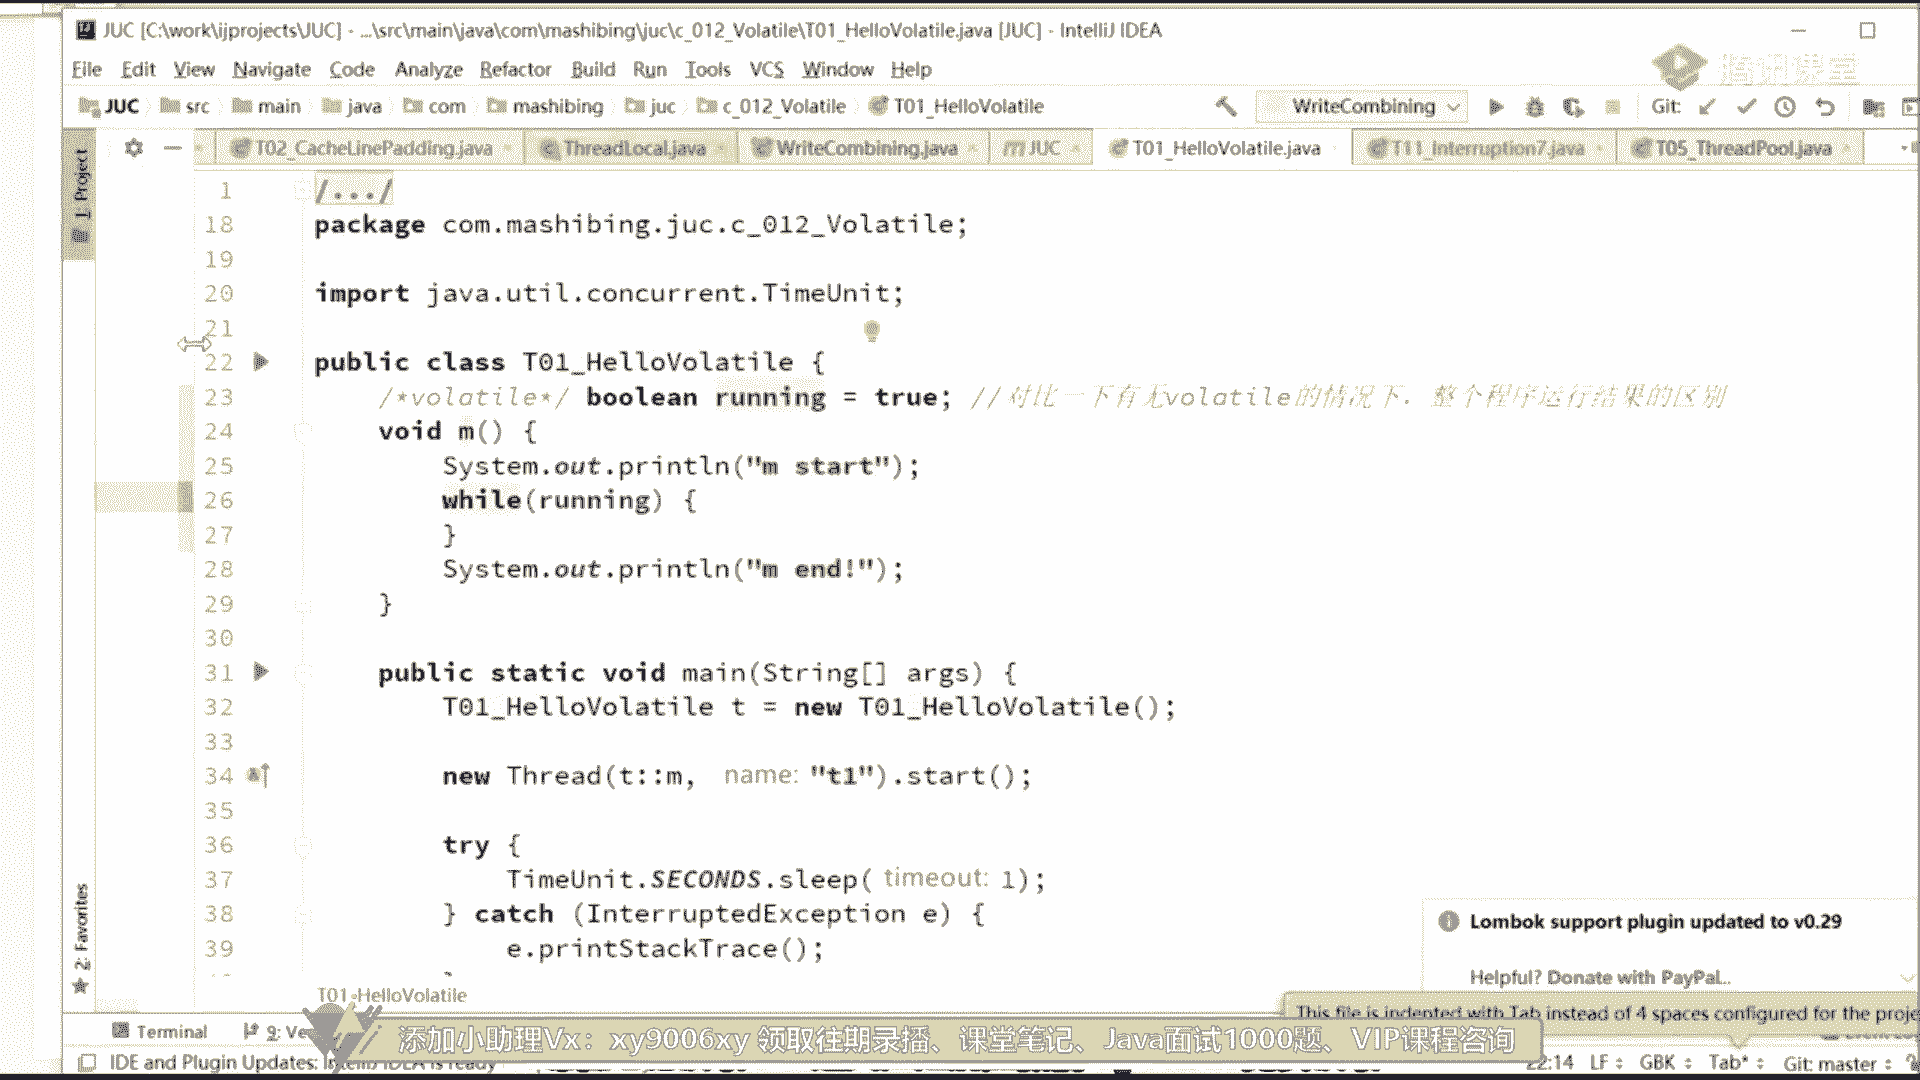 JUC [C:\work\ijprojects\JUC] - ...\src\main\java\com\mashibing\juc\c_012_Volatile\T01_HelloVolatile.java [JUC] - IntelliJ IDEA
File Edit View Navigate Code Analyze Refactor Build Run Tools VCS Window Help
腾讯课堂
JUC src main java com mashibing juc c_012_Volatile T01_HelloVolatile WriteCombining Git:
T02_CacheLinePadding.java ThreadLocal.java WriteCombining.java JUC T01_HelloVolatile.java T11_Interruption7.java T05_ThreadPool.java
1: Project
1 /.../
18 package com.mashibing.juc.c_012_Volatile;
19
20 import java.util.concurrent.TimeUnit;
21
22 public class T01_HelloVolatile {
23 /*volatile*/ boolean running = true; //对比一下有无volatile的情况下，整个程序运行结果的区别
24 void m() {
25 System.out.println("m start");
26 while(running) {
27 }
28 System.out.println("m end!");
29 }
30
31 public static void main(String[] args) {
32 T01_HelloVolatile t = new T01_HelloVolatile();
33
34 new Thread(t::m, name: "t1").start();
35
36 try {
37 TimeUnit.SECONDS.sleep( timeout: 1);
38 } catch (InterruptedException e) {
39 e.printStackTrace();
2: Favorites
Lombok support plugin updated to v0.29
Helpful? Donate with PayPal...
T01_HelloVolatile
This file is indented with Tab instead of 4 spaces configured for the proje
Terminal 9: Ve
添加小助理Vx：xy9006xy 领取往期录播、课堂笔记、Java面试1000题、VIP课程咨询
IDE and Plugin Updates: IntelliJ IDEA is ready
22:14 LF GBK Tab* Git: master